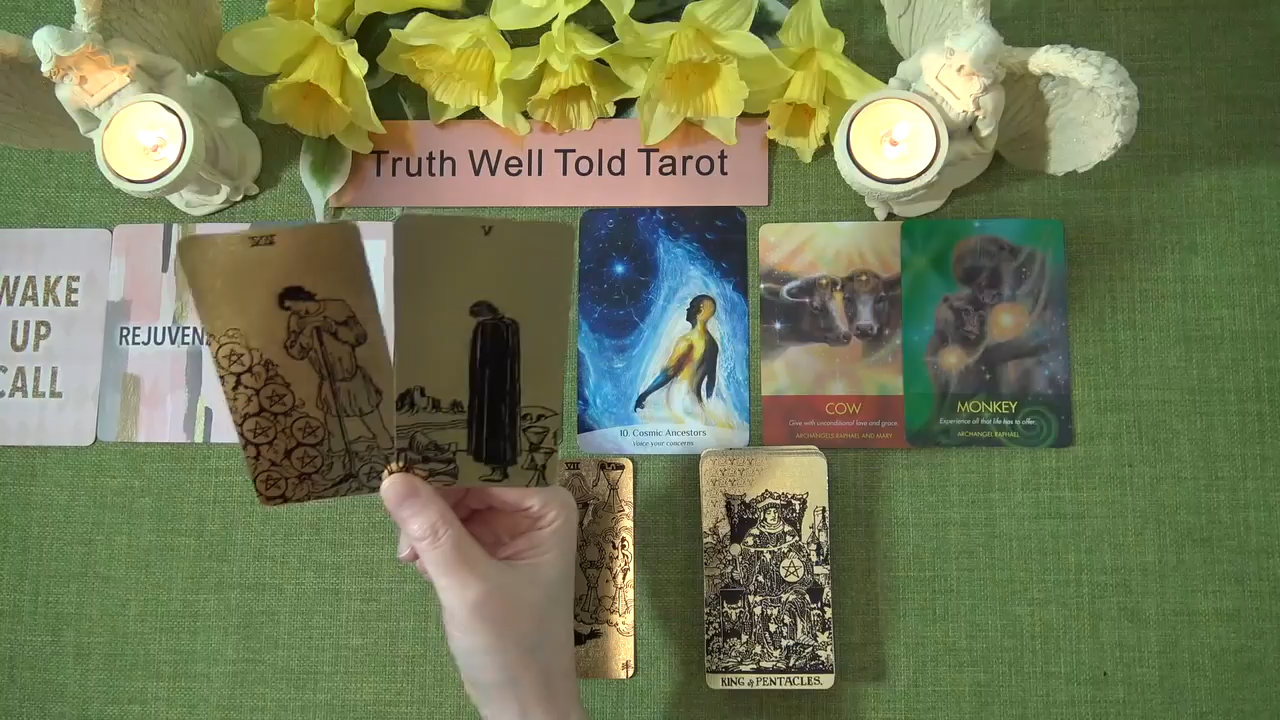 Truth Well Told Tarot
WAKE
UP
CALL
REJUVEN
VII
V
10. Cosmic Ancestors
Voice your concerns
COW
Give with unconditional love and grace.
ARCHANGELS RAPHAEL AND MARY
MONKEY
Experience all that life has to offer.
ARCHANGEL RAPHAEL
VII
KING of PENTACLES.